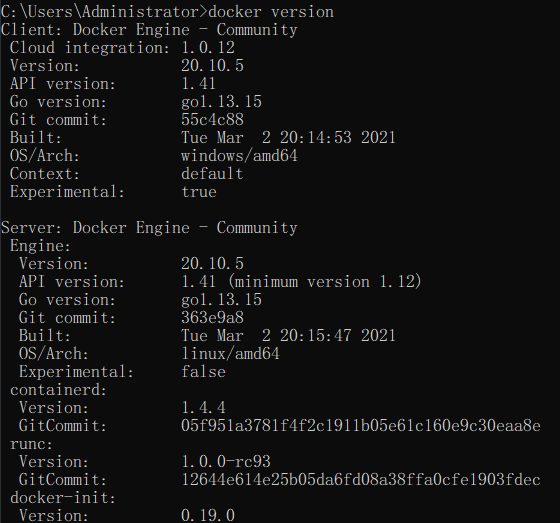 C:\Users\Administrator>docker version
Client: Docker Engine - Community
Cloud integration: 1.0.12
Version: 20.10.5
API version: 1.41
Go version: go1.13.15
Git commit: 55c4c88
Built: Tue Mar 2 20:14:53 2021
OS/Arch: windows/amd64
Context: default
Experimental: true
Server: Docker Engine - Community
Engine:
Version: 20.10.5
API version: 1.41 (minimum version 1.12)
Go version: go1.13.15
Git commit: 363e9a8
Built: Tue Mar 2 20:15:47 2021
OS/Arch: linux/amd64
Experimental: false
containerd:
Version: 1.4.4
GitCommit: 05f951a3781f4f2c1911b05e61c160e9c30eaa8e
runc:
Version: 1.0.0-rc93
GitCommit: 12644e614e25b05da6fd08a38ffa0cfe1903fdec
docker-init:
Version: 0.19.0